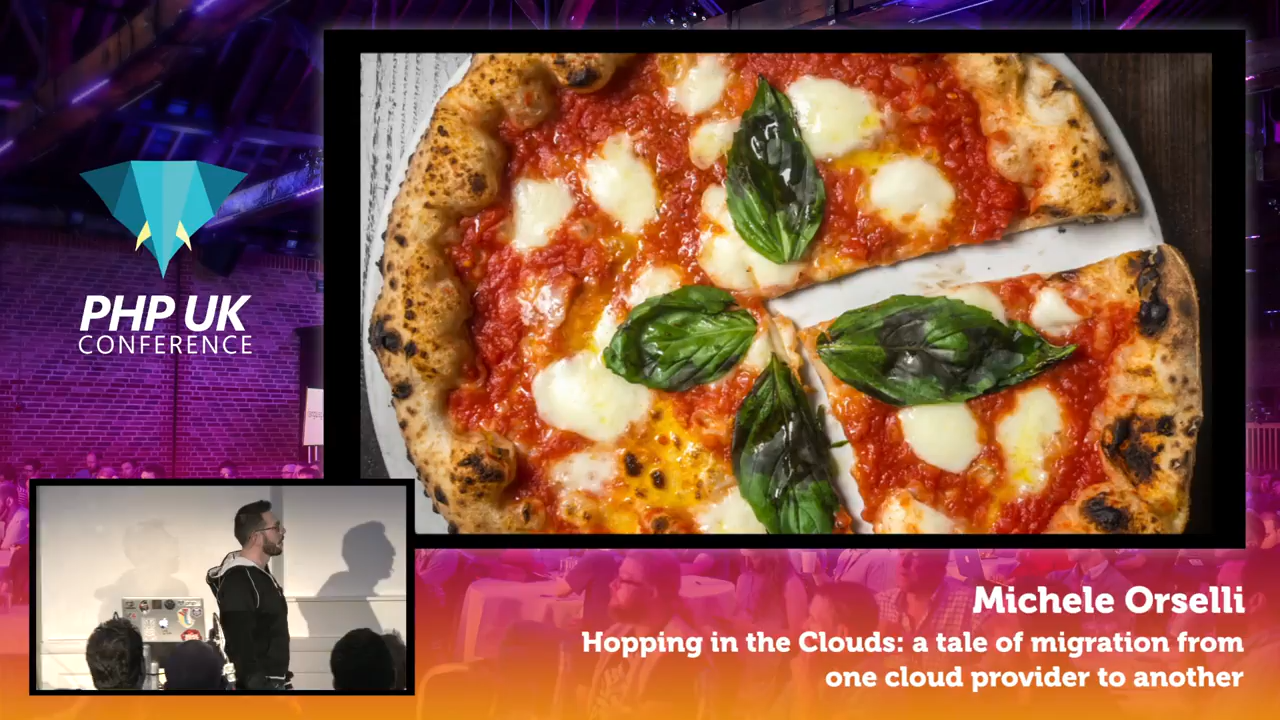 PHP UK
CONFERENCE
Michele Orselli
Hopping in the Clouds: a tale of migration from
one cloud provider to another